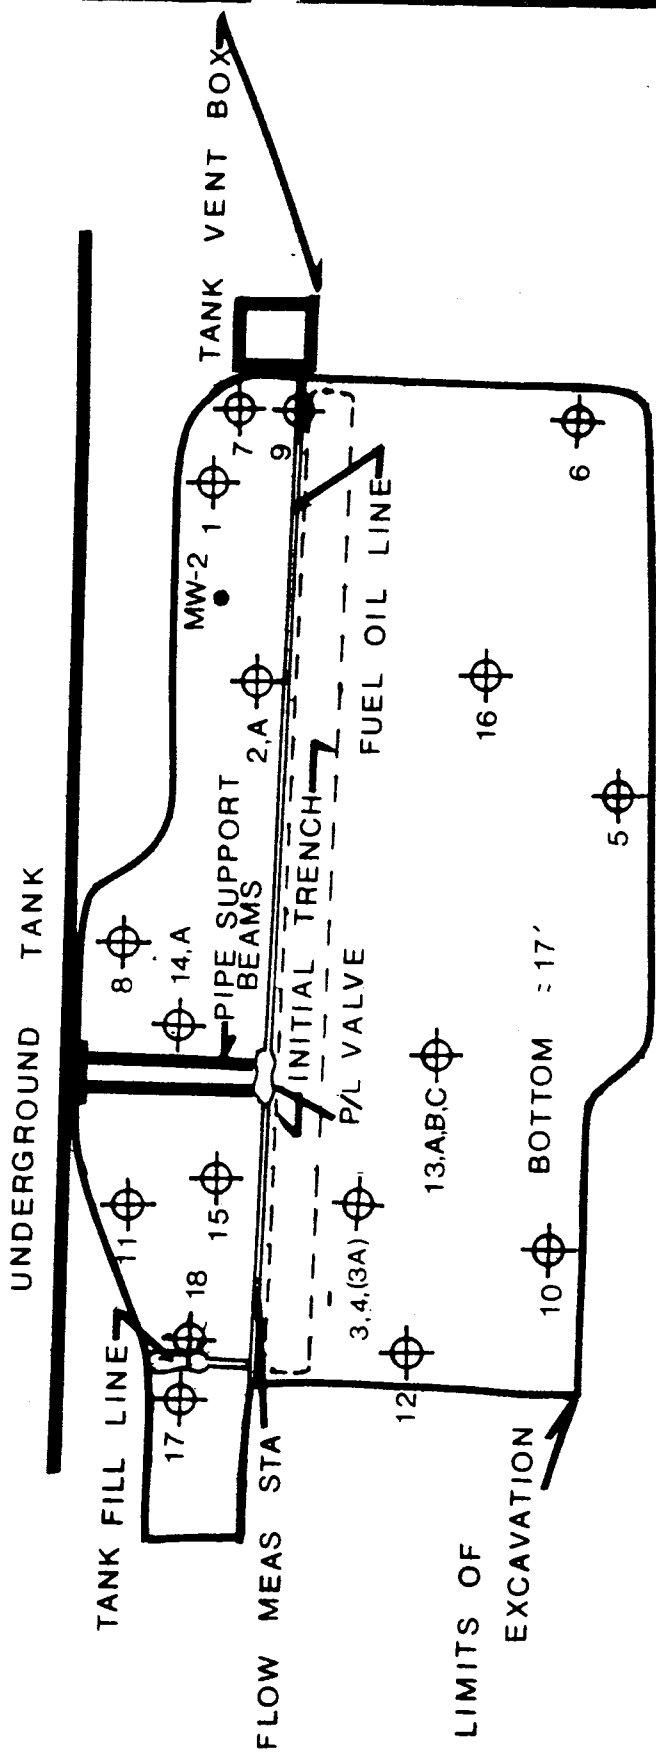 UNDERGROUND TANK
TANK VENT BOX
TANK FILL LINE
FLOW MEAS STA
LIMITS OF
EXCAVATION
PIPE SUPPORT
BEAMS
INITIAL TRENCH
P/L VALVE
FUEL OIL LINE
BOTTOM = 17′
MW-2
8
14,A
11
15
18
17
1
7
9
2,A
3,4,(3A)
13,A,B,C
12
10
16
5
6